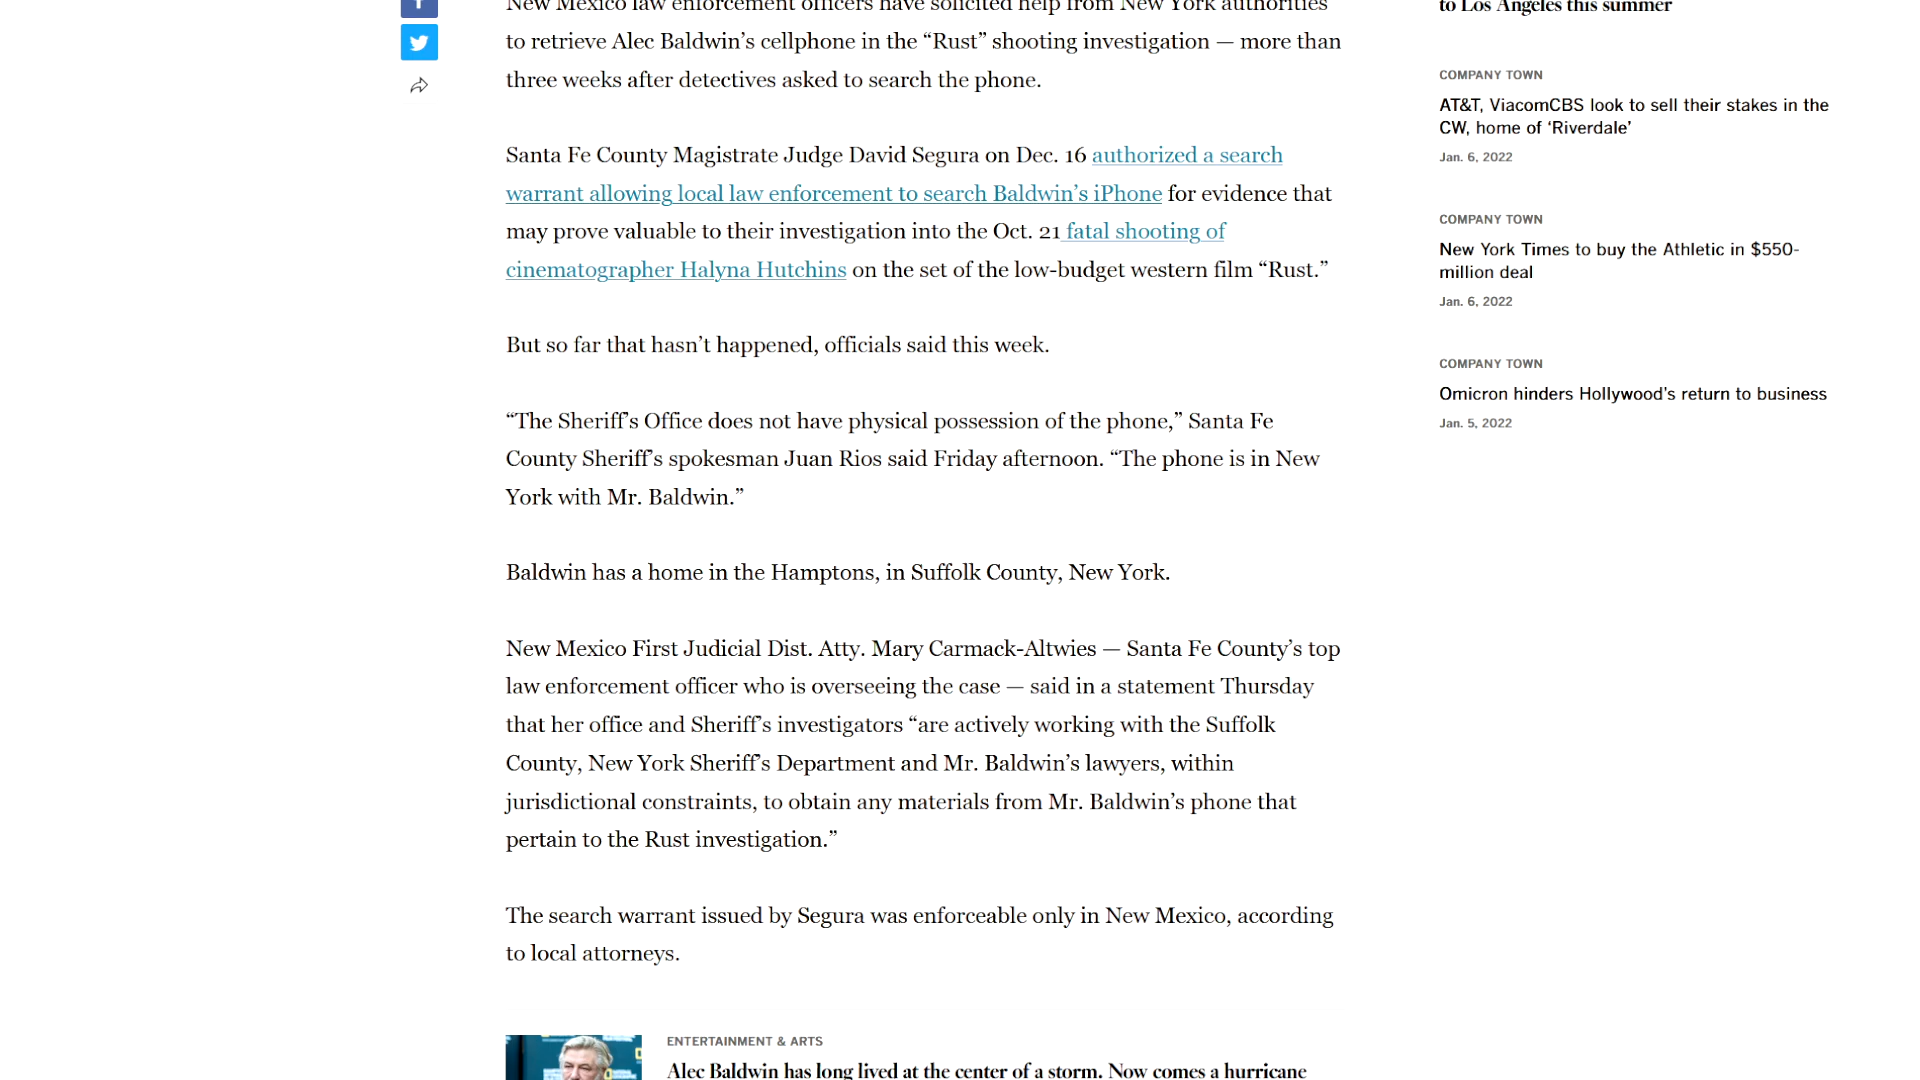 New Mexico law enforcement officers have solicited help from New York authorities
to retrieve Alec Baldwin’s cellphone in the “Rust” shooting investigation — more than
three weeks after detectives asked to search the phone.
Santa Fe County Magistrate Judge David Segura on Dec. 16 authorized a search
warrant allowing local law enforcement to search Baldwin’s iPhone for evidence that
may prove valuable to their investigation into the Oct. 21 fatal shooting of
cinematographer Halyna Hutchins on the set of the low-budget western film “Rust.”
But so far that hasn’t happened, officials said this week.
“The Sheriff’s Office does not have physical possession of the phone,” Santa Fe
County Sheriff’s spokesman Juan Rios said Friday afternoon. “The phone is in New
York with Mr. Baldwin.”
Baldwin has a home in the Hamptons, in Suffolk County, New York.
New Mexico First Judicial Dist. Atty. Mary Carmack-Altwies — Santa Fe County’s top
law enforcement officer who is overseeing the case — said in a statement Thursday
that her office and Sheriff’s investigators “are actively working with the Suffolk
County, New York Sheriff’s Department and Mr. Baldwin’s lawyers, within
jurisdictional constraints, to obtain any materials from Mr. Baldwin’s phone that
pertain to the Rust investigation.”
The search warrant issued by Segura was enforceable only in New Mexico, according
to local attorneys.
ENTERTAINMENT & ARTS
Alec Baldwin has long lived at the center of a storm. Now comes a hurricane
to Los Angeles this summer
COMPANY TOWN
AT&T, ViacomCBS look to sell their stakes in the
CW, home of ‘Riverdale’
Jan. 6, 2022
COMPANY TOWN
New York Times to buy the Athletic in $550-
million deal
Jan. 6, 2022
COMPANY TOWN
Omicron hinders Hollywood’s return to business
Jan. 5, 2022